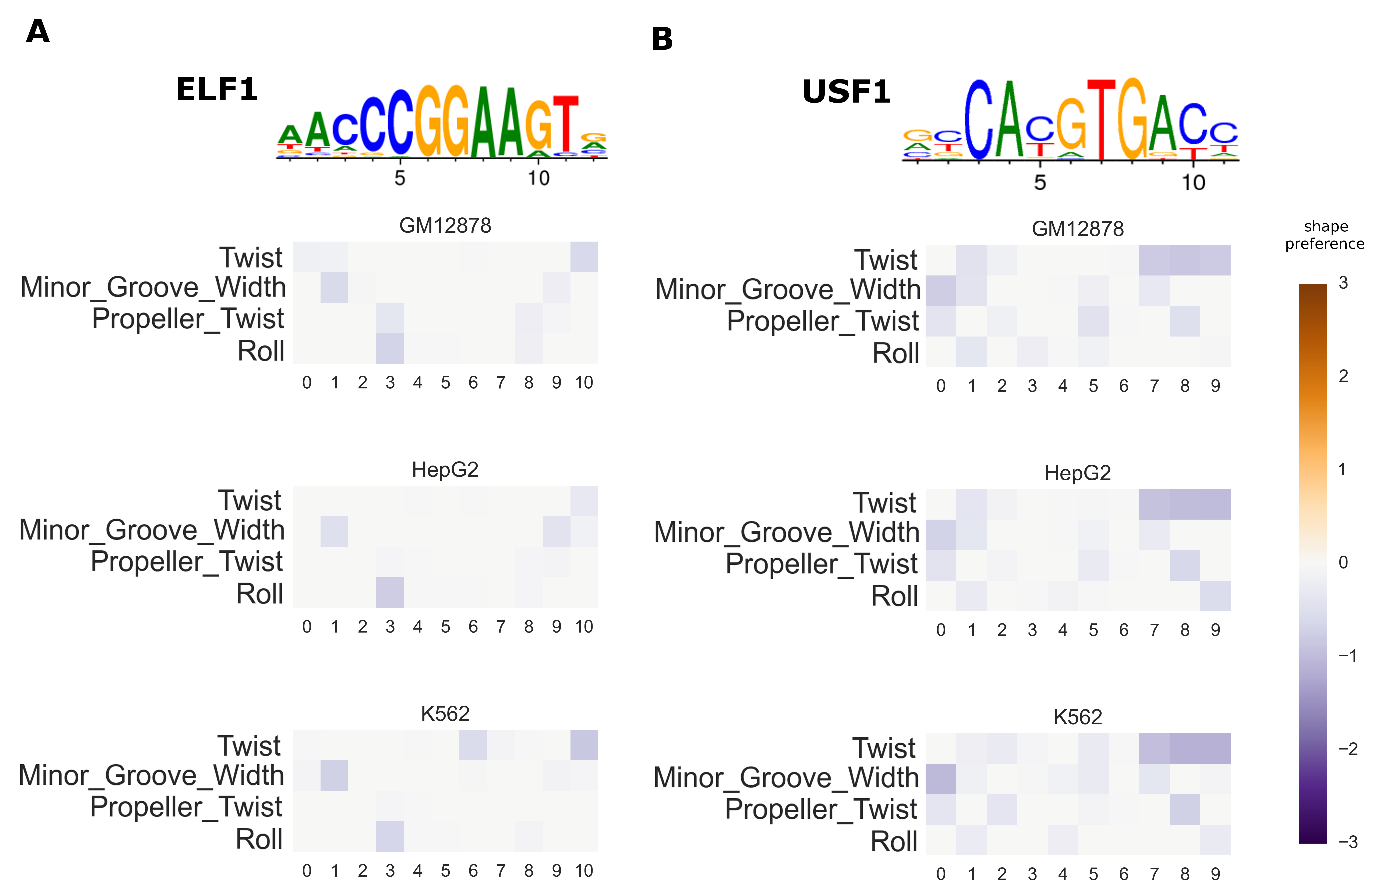 A
B
ELF1
AACCCGGAAGTG
5 10
USF1
GCCACGTGACC
5 10
GM12878
Twist
Minor_Groove_Width
Propeller_Twist
Roll
0 1 2 3 4 5 6 7 8 9 10
GM12878
Twist
Minor_Groove_Width
Propeller_Twist
Roll
0 1 2 3 4 5 6 7 8 9
HepG2
Twist
Minor_Groove_Width
Propeller_Twist
Roll
0 1 2 3 4 5 6 7 8 9 10
HepG2
Twist
Minor_Groove_Width
Propeller_Twist
Roll
0 1 2 3 4 5 6 7 8 9
K562
Twist
Minor_Groove_Width
Propeller_Twist
Roll
0 1 2 3 4 5 6 7 8 9 10
K562
Twist
Minor_Groove_Width
Propeller_Twist
Roll
0 1 2 3 4 5 6 7 8 9
shape
preference
3
2
1
0
−1
−2
−3